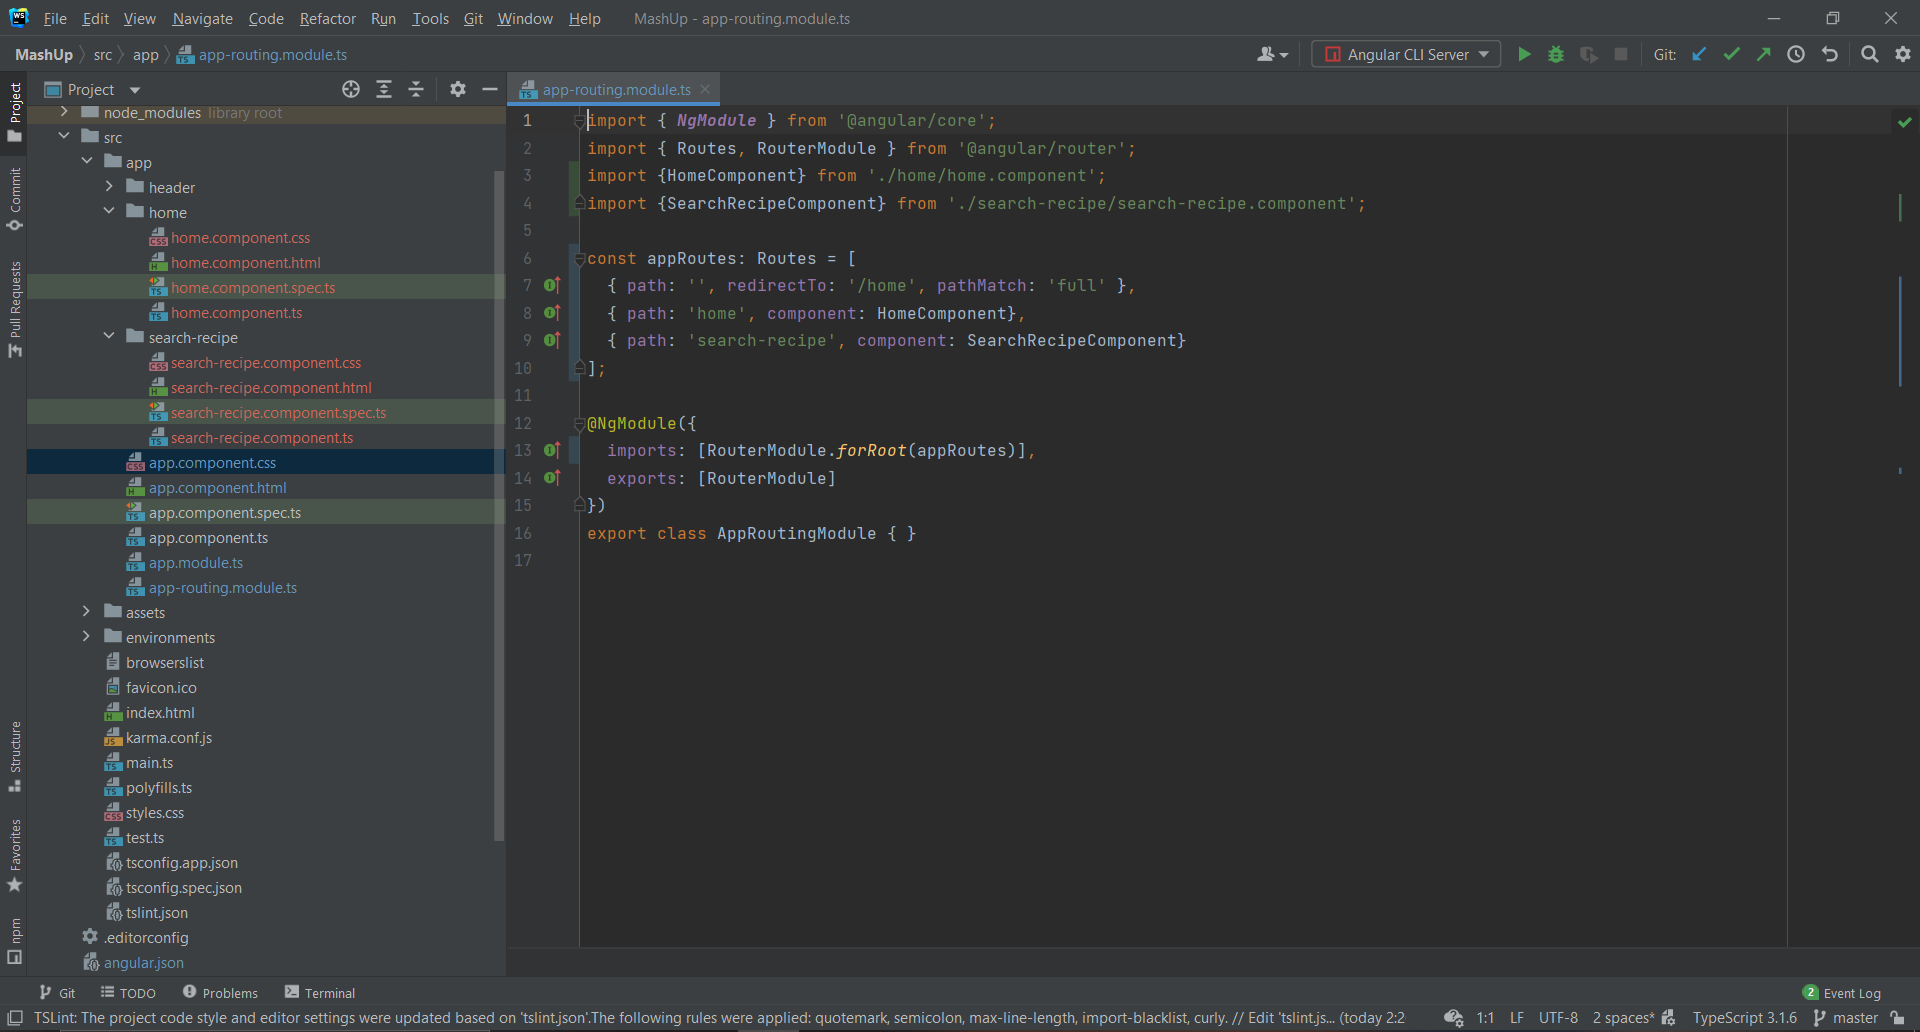 WS File Edit View Navigate Code Refactor Run Tools Git Window Help MashUp - app-routing.module.ts
MashUp src app app-routing.module.ts Angular CLI Server Git:
Project
app-routing.module.ts
Project
Commit
Pull Requests
Structure
Favorites
npm
node_modules library root
src
app
header
home
home.component.css
home.component.html
home.component.spec.ts
home.component.ts
search-recipe
search-recipe.component.css
search-recipe.component.html
search-recipe.component.spec.ts
search-recipe.component.ts
app.component.css
app.component.html
app.component.spec.ts
app.component.ts
app.module.ts
app-routing.module.ts
assets
environments
browserslist
favicon.ico
index.html
karma.conf.js
main.ts
polyfills.ts
styles.css
test.ts
tsconfig.app.json
tsconfig.spec.json
tslint.json
.editorconfig
angular.json
1 import { NgModule } from '@angular/core';
2 import { Routes, RouterModule } from '@angular/router';
3 import {HomeComponent} from './home/home.component';
4 import {SearchRecipeComponent} from './search-recipe/search-recipe.component';
5
6 const appRoutes: Routes = [
7 { path: '', redirectTo: '/home', pathMatch: 'full' },
8 { path: 'home', component: HomeComponent},
9 { path: 'search-recipe', component: SearchRecipeComponent}
10 ];
11
12 @NgModule({
13 imports: [RouterModule.forRoot(appRoutes)],
14 exports: [RouterModule]
15 })
16 export class AppRoutingModule { }
17
Git TODO Problems Terminal 2 Event Log
TSLint: The project code style and editor settings were updated based on 'tslint.json'.The following rules were applied: quotemark, semicolon, max-line-length, import-blacklist, curly. // Edit 'tslint.js... (today 2:2 1:1 LF UTF-8 2 spaces* TypeScript 3.1.6 master